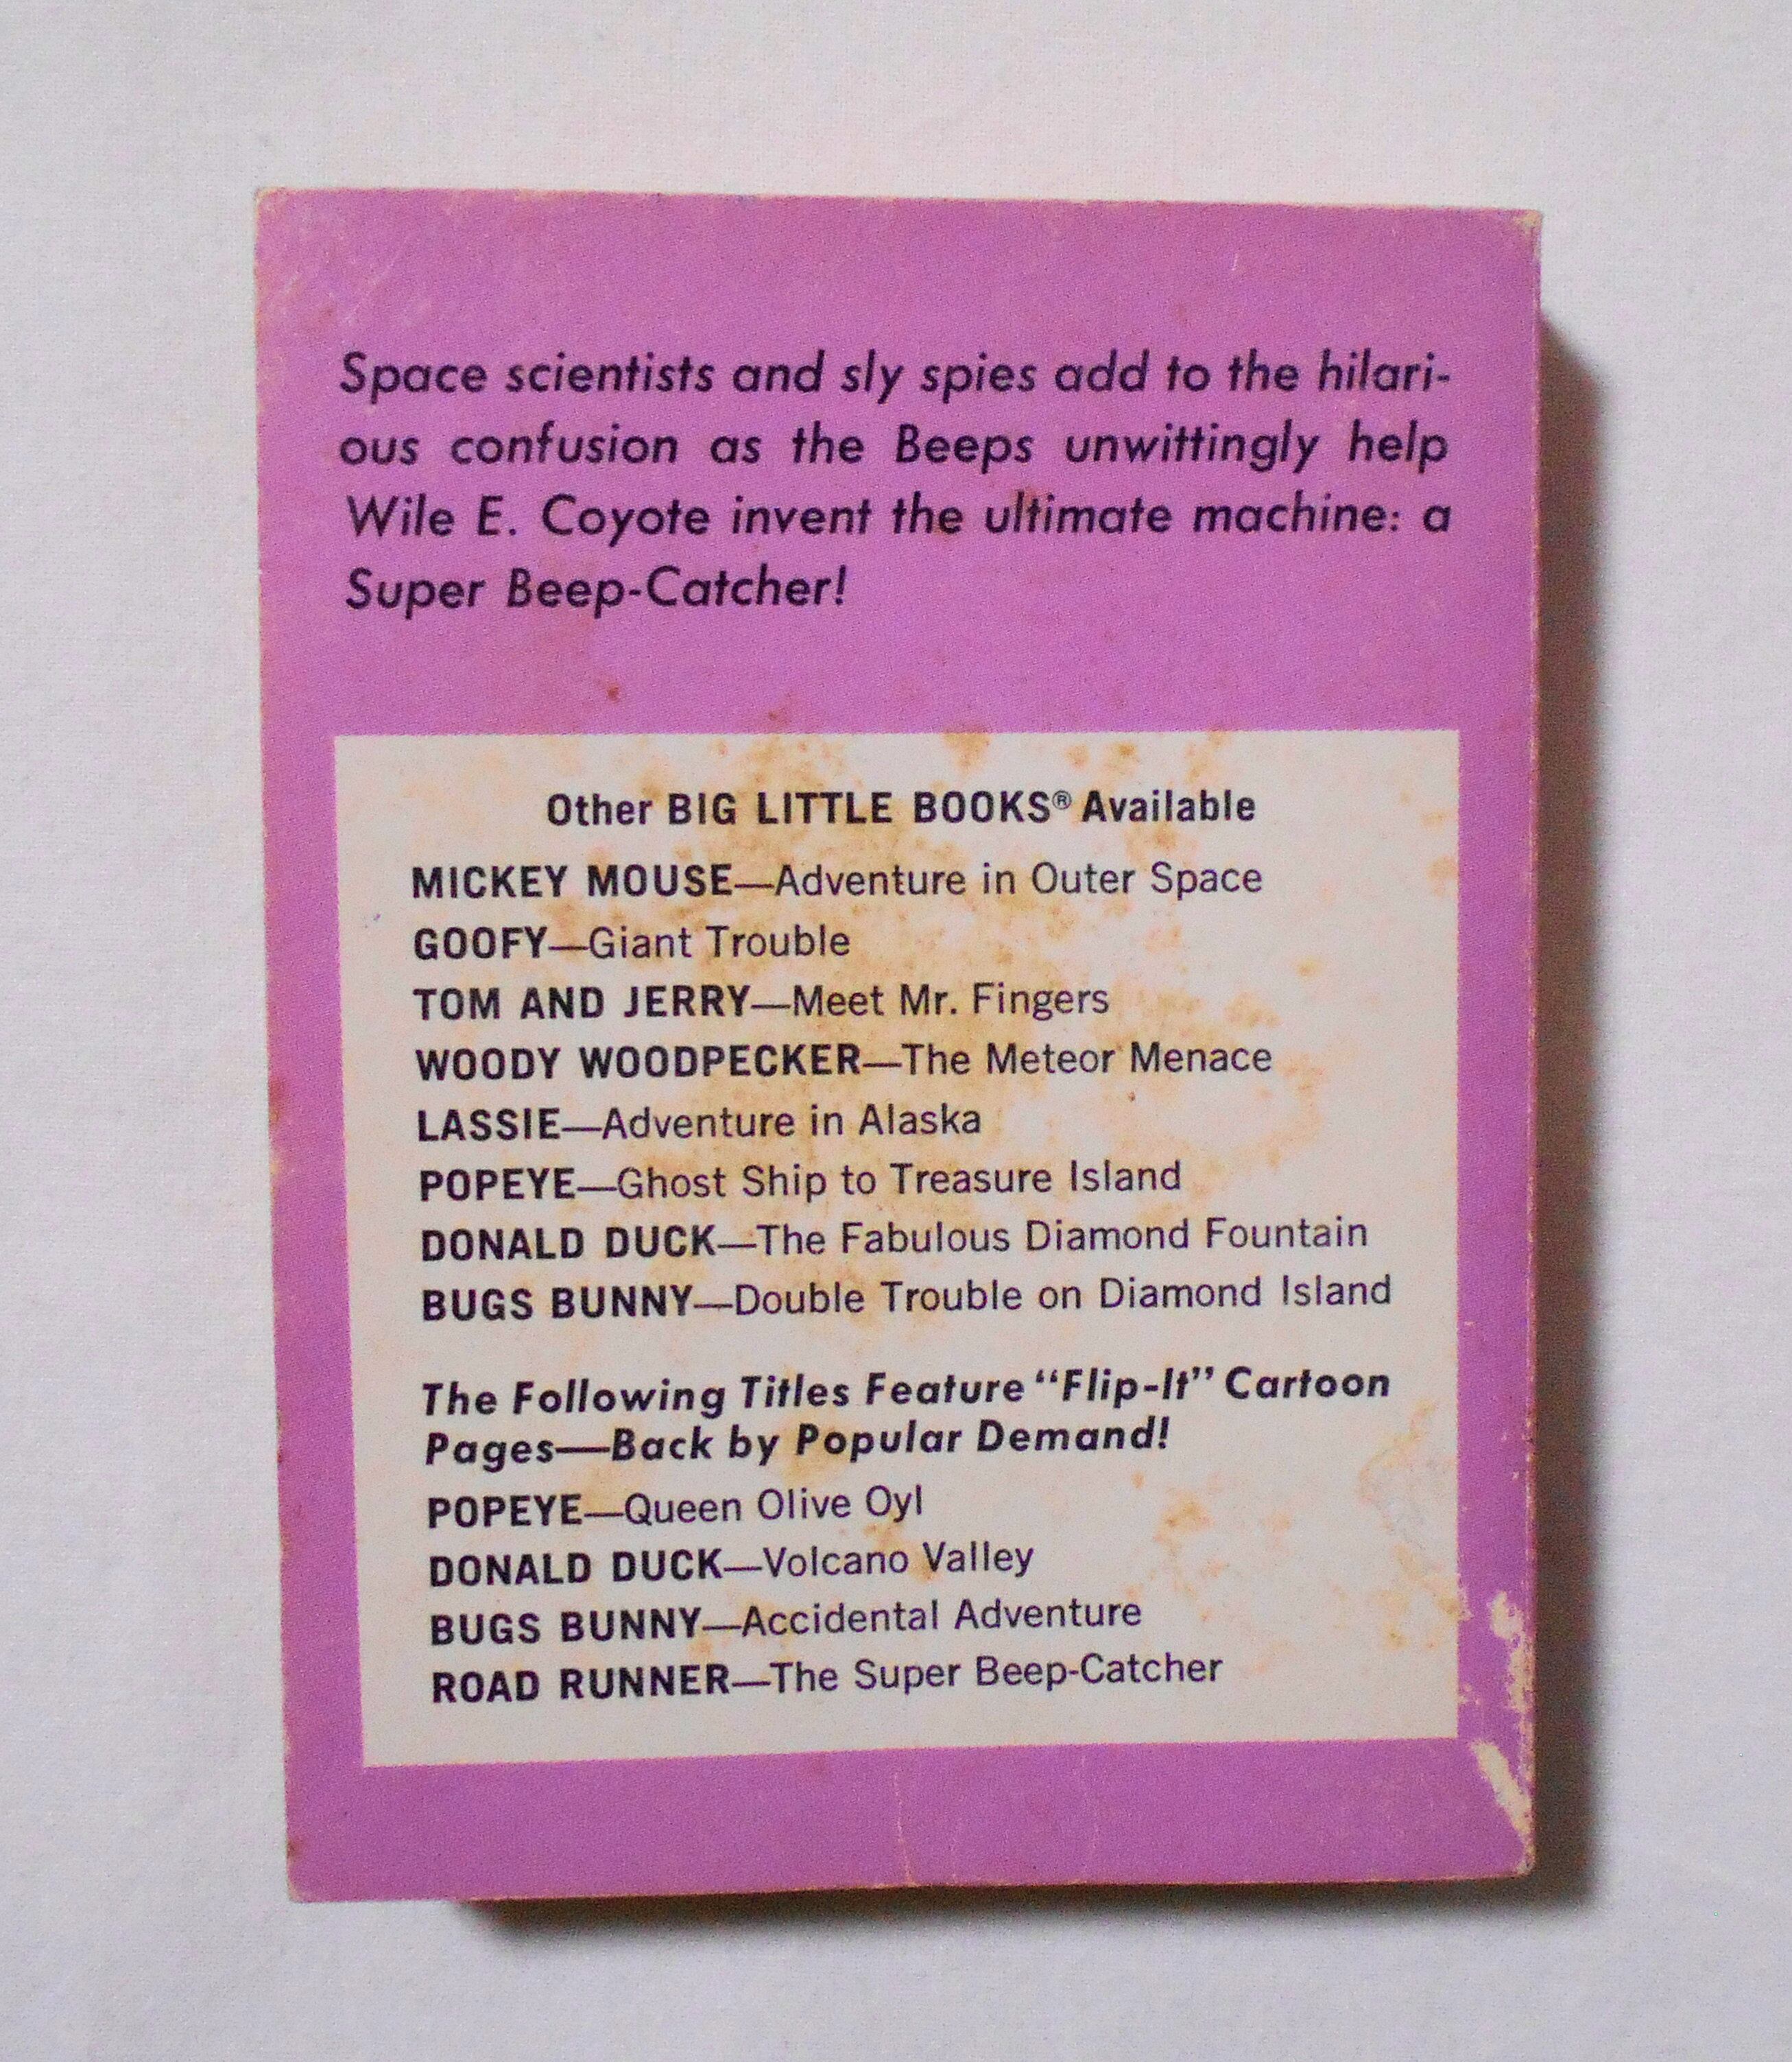 Space scientists and sly spies add to the hilari-
ous confusion as the Beeps unwittingly help
Wile E. Coyote invent the ultimate machine: a
Super Beep-Catcher!
Other BIG LITTLE BOOKS® Available
MICKEY MOUSE—Adventure in Outer Space
GOOFY—Giant Trouble
TOM AND JERRY—Meet Mr. Fingers
WOODY WOODPECKER—The Meteor Menace
LASSIE—Adventure in Alaska
POPEYE—Ghost Ship to Treasure Island
DONALD DUCK—The Fabulous Diamond Fountain
BUGS BUNNY—Double Trouble on Diamond Island
The Following Titles Feature “Flip-It” Cartoon
Pages—Back by Popular Demand!
POPEYE—Queen Olive Oyl
DONALD DUCK—Volcano Valley
BUGS BUNNY—Accidental Adventure
ROAD RUNNER—The Super Beep-Catcher